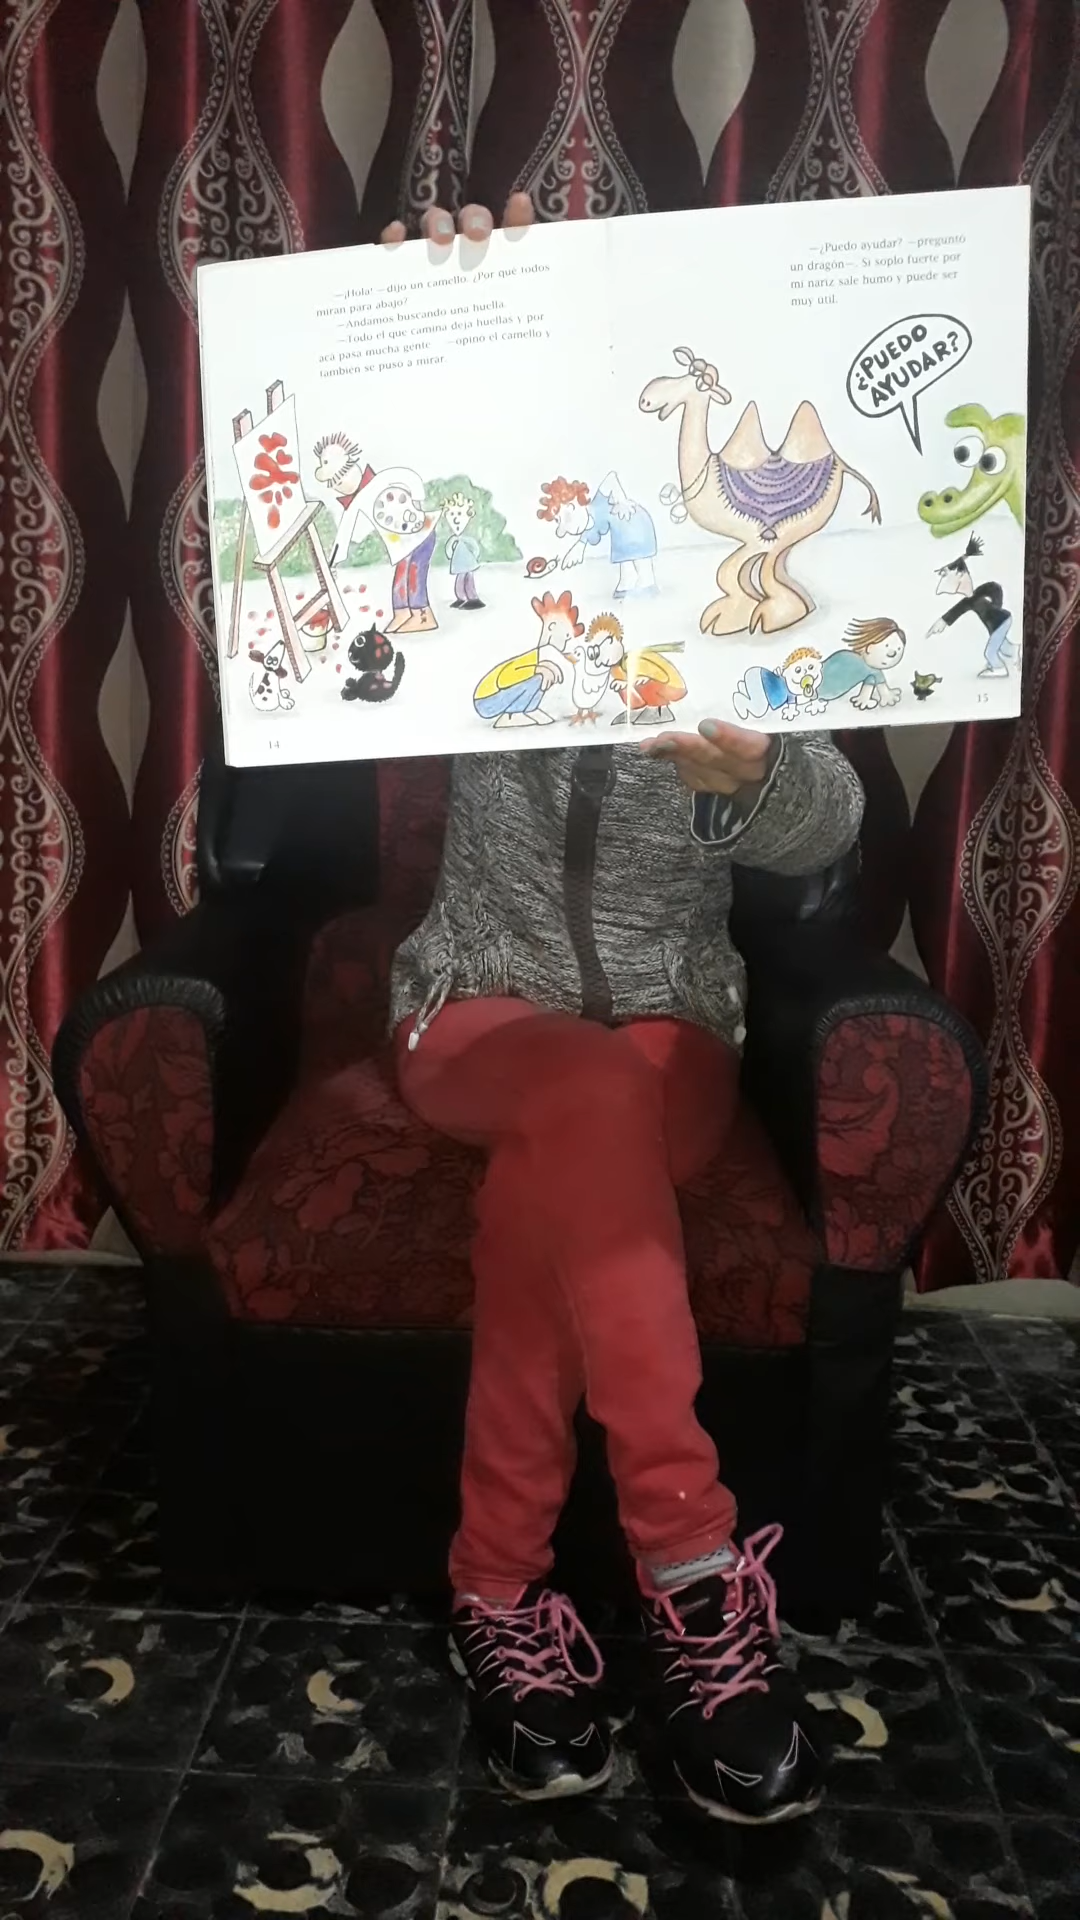 —¡Hola! —dijo un camello. ¿Por qué todos
miran para abajo?
—Andamos buscando una huella.
—Todo el que camina deja huellas y por
acá pasa mucha gente —opinó el camello y
también se puso a mirar.
14
—¿Puedo ayudar? —preguntó
un dragón—. Si soplo fuerte por
mi nariz sale humo y puede ser
muy útil.
¿PUEDO
AYUDAR?
15